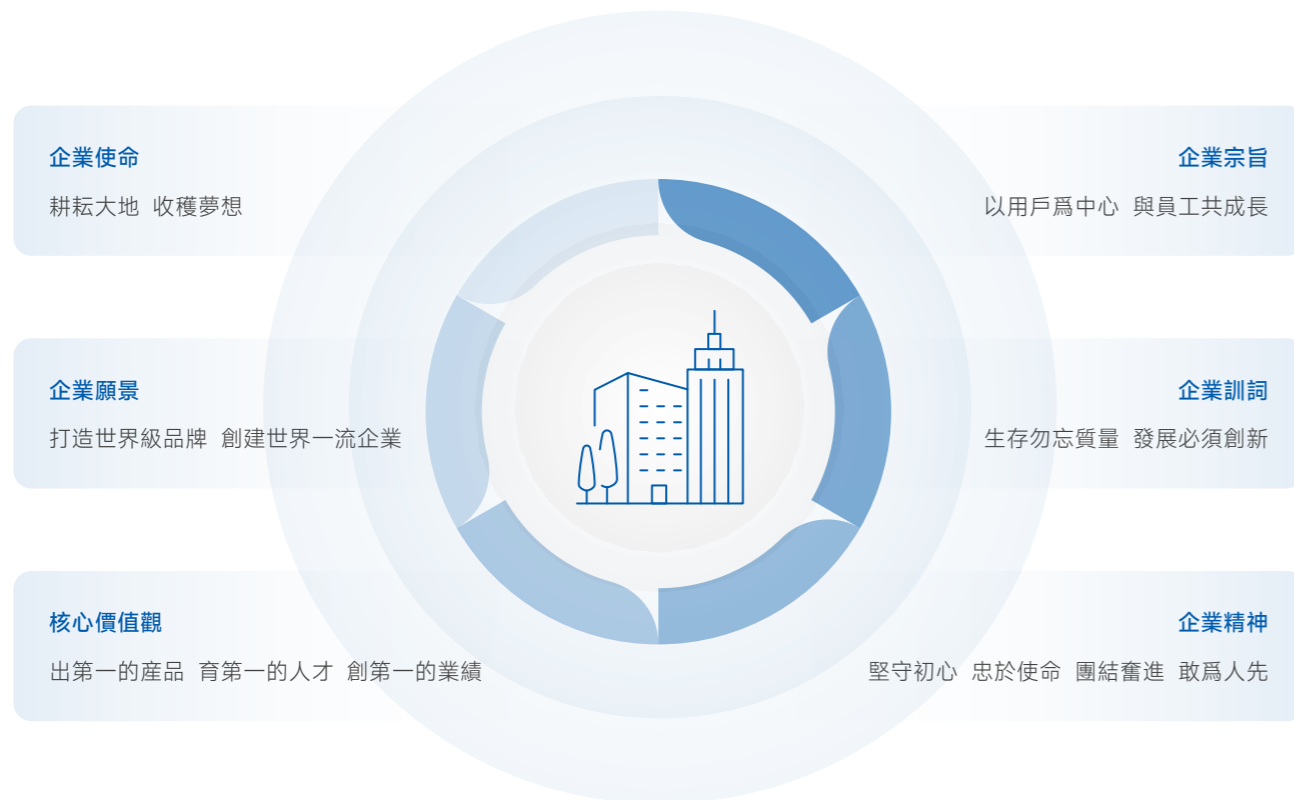 企業使命
耕耘大地 收穫夢想
企業宗旨
以用戶爲中心 與員工共成長
企業願景
打造世界級品牌 創建世界一流企業
企業訓詞
生存勿忘質量 發展必須創新
核心價值觀
出第一的産品 育第一的人才 創第一的業績
企業精神
堅守初心 忠於使命 團結奮進 敢爲人先